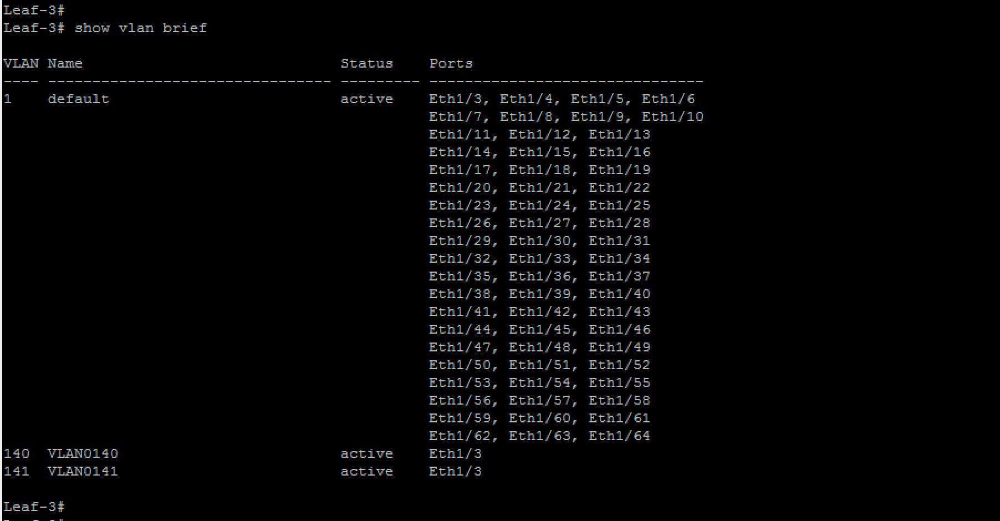 Leaf-3#
Leaf-3# show vlan brief
VLAN Name                             Status    Ports
---- -------------------------------- --------- -------------------------------
1    default                          active    Eth1/3, Eth1/4, Eth1/5, Eth1/6
                                                Eth1/7, Eth1/8, Eth1/9, Eth1/10
                                                Eth1/11, Eth1/12, Eth1/13
                                                Eth1/14, Eth1/15, Eth1/16
                                                Eth1/17, Eth1/18, Eth1/19
                                                Eth1/20, Eth1/21, Eth1/22
                                                Eth1/23, Eth1/24, Eth1/25
                                                Eth1/26, Eth1/27, Eth1/28
                                                Eth1/29, Eth1/30, Eth1/31
                                                Eth1/32, Eth1/33, Eth1/34
                                                Eth1/35, Eth1/36, Eth1/37
                                                Eth1/38, Eth1/39, Eth1/40
                                                Eth1/41, Eth1/42, Eth1/43
                                                Eth1/44, Eth1/45, Eth1/46
                                                Eth1/47, Eth1/48, Eth1/49
                                                Eth1/50, Eth1/51, Eth1/52
                                                Eth1/53, Eth1/54, Eth1/55
                                                Eth1/56, Eth1/57, Eth1/58
                                                Eth1/59, Eth1/60, Eth1/61
                                                Eth1/62, Eth1/63, Eth1/64
140  VLAN0140                         active    Eth1/3
141  VLAN0141                         active    Eth1/3
Leaf-3#